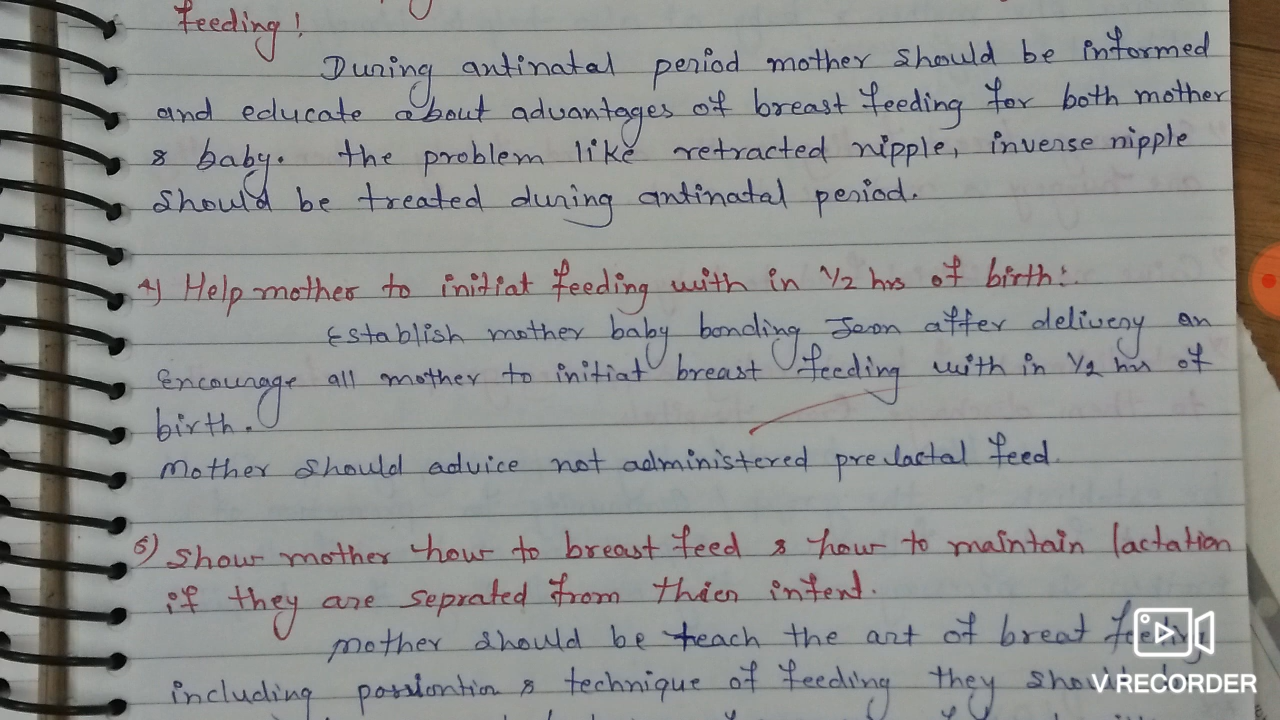 feeding!
During antinatal period mother should be informed
and educate about advantages of breast feeding for both mother
& baby. the problem like retracted nipple, inverse nipple
should be treated during antinatal period.
4) Help mother to initiat feeding with in 1/2 hrs of birth:
Establish mother baby bonding soon after delivery an
encourage all mother to initiat breast feeding with in 1/2 hrs of
birth.
Mother should advice not administered prelactal feed.
5) Show mother how to breast feed & how to maintain lactation
if they are seprated from thier intent.
mother should be teach the art of breat feeding
including & technique of feeding they should
V RECORDER